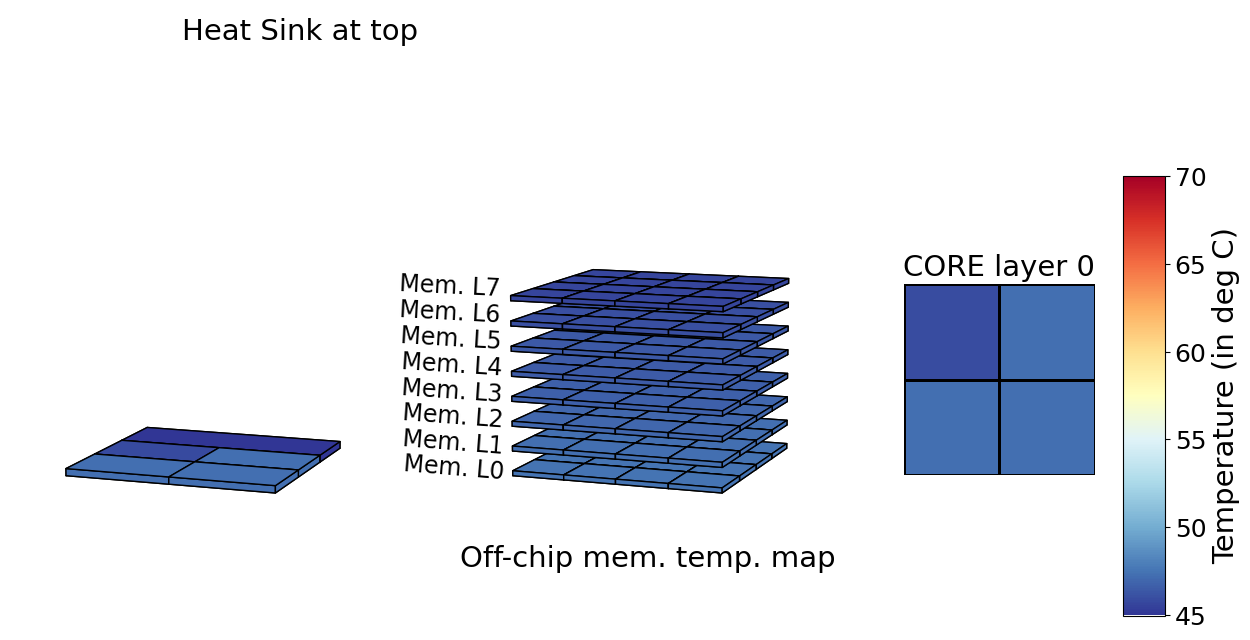 Heat Sink at top
Mem. L7
Mem. L6
Mem. L5
Mem. L4
Mem. L3
Mem. L2
Mem. L1
Mem. L0
Off-chip mem. temp. map
CORE layer 0
70
65
60
55
50
45
Temperature (in deg C)